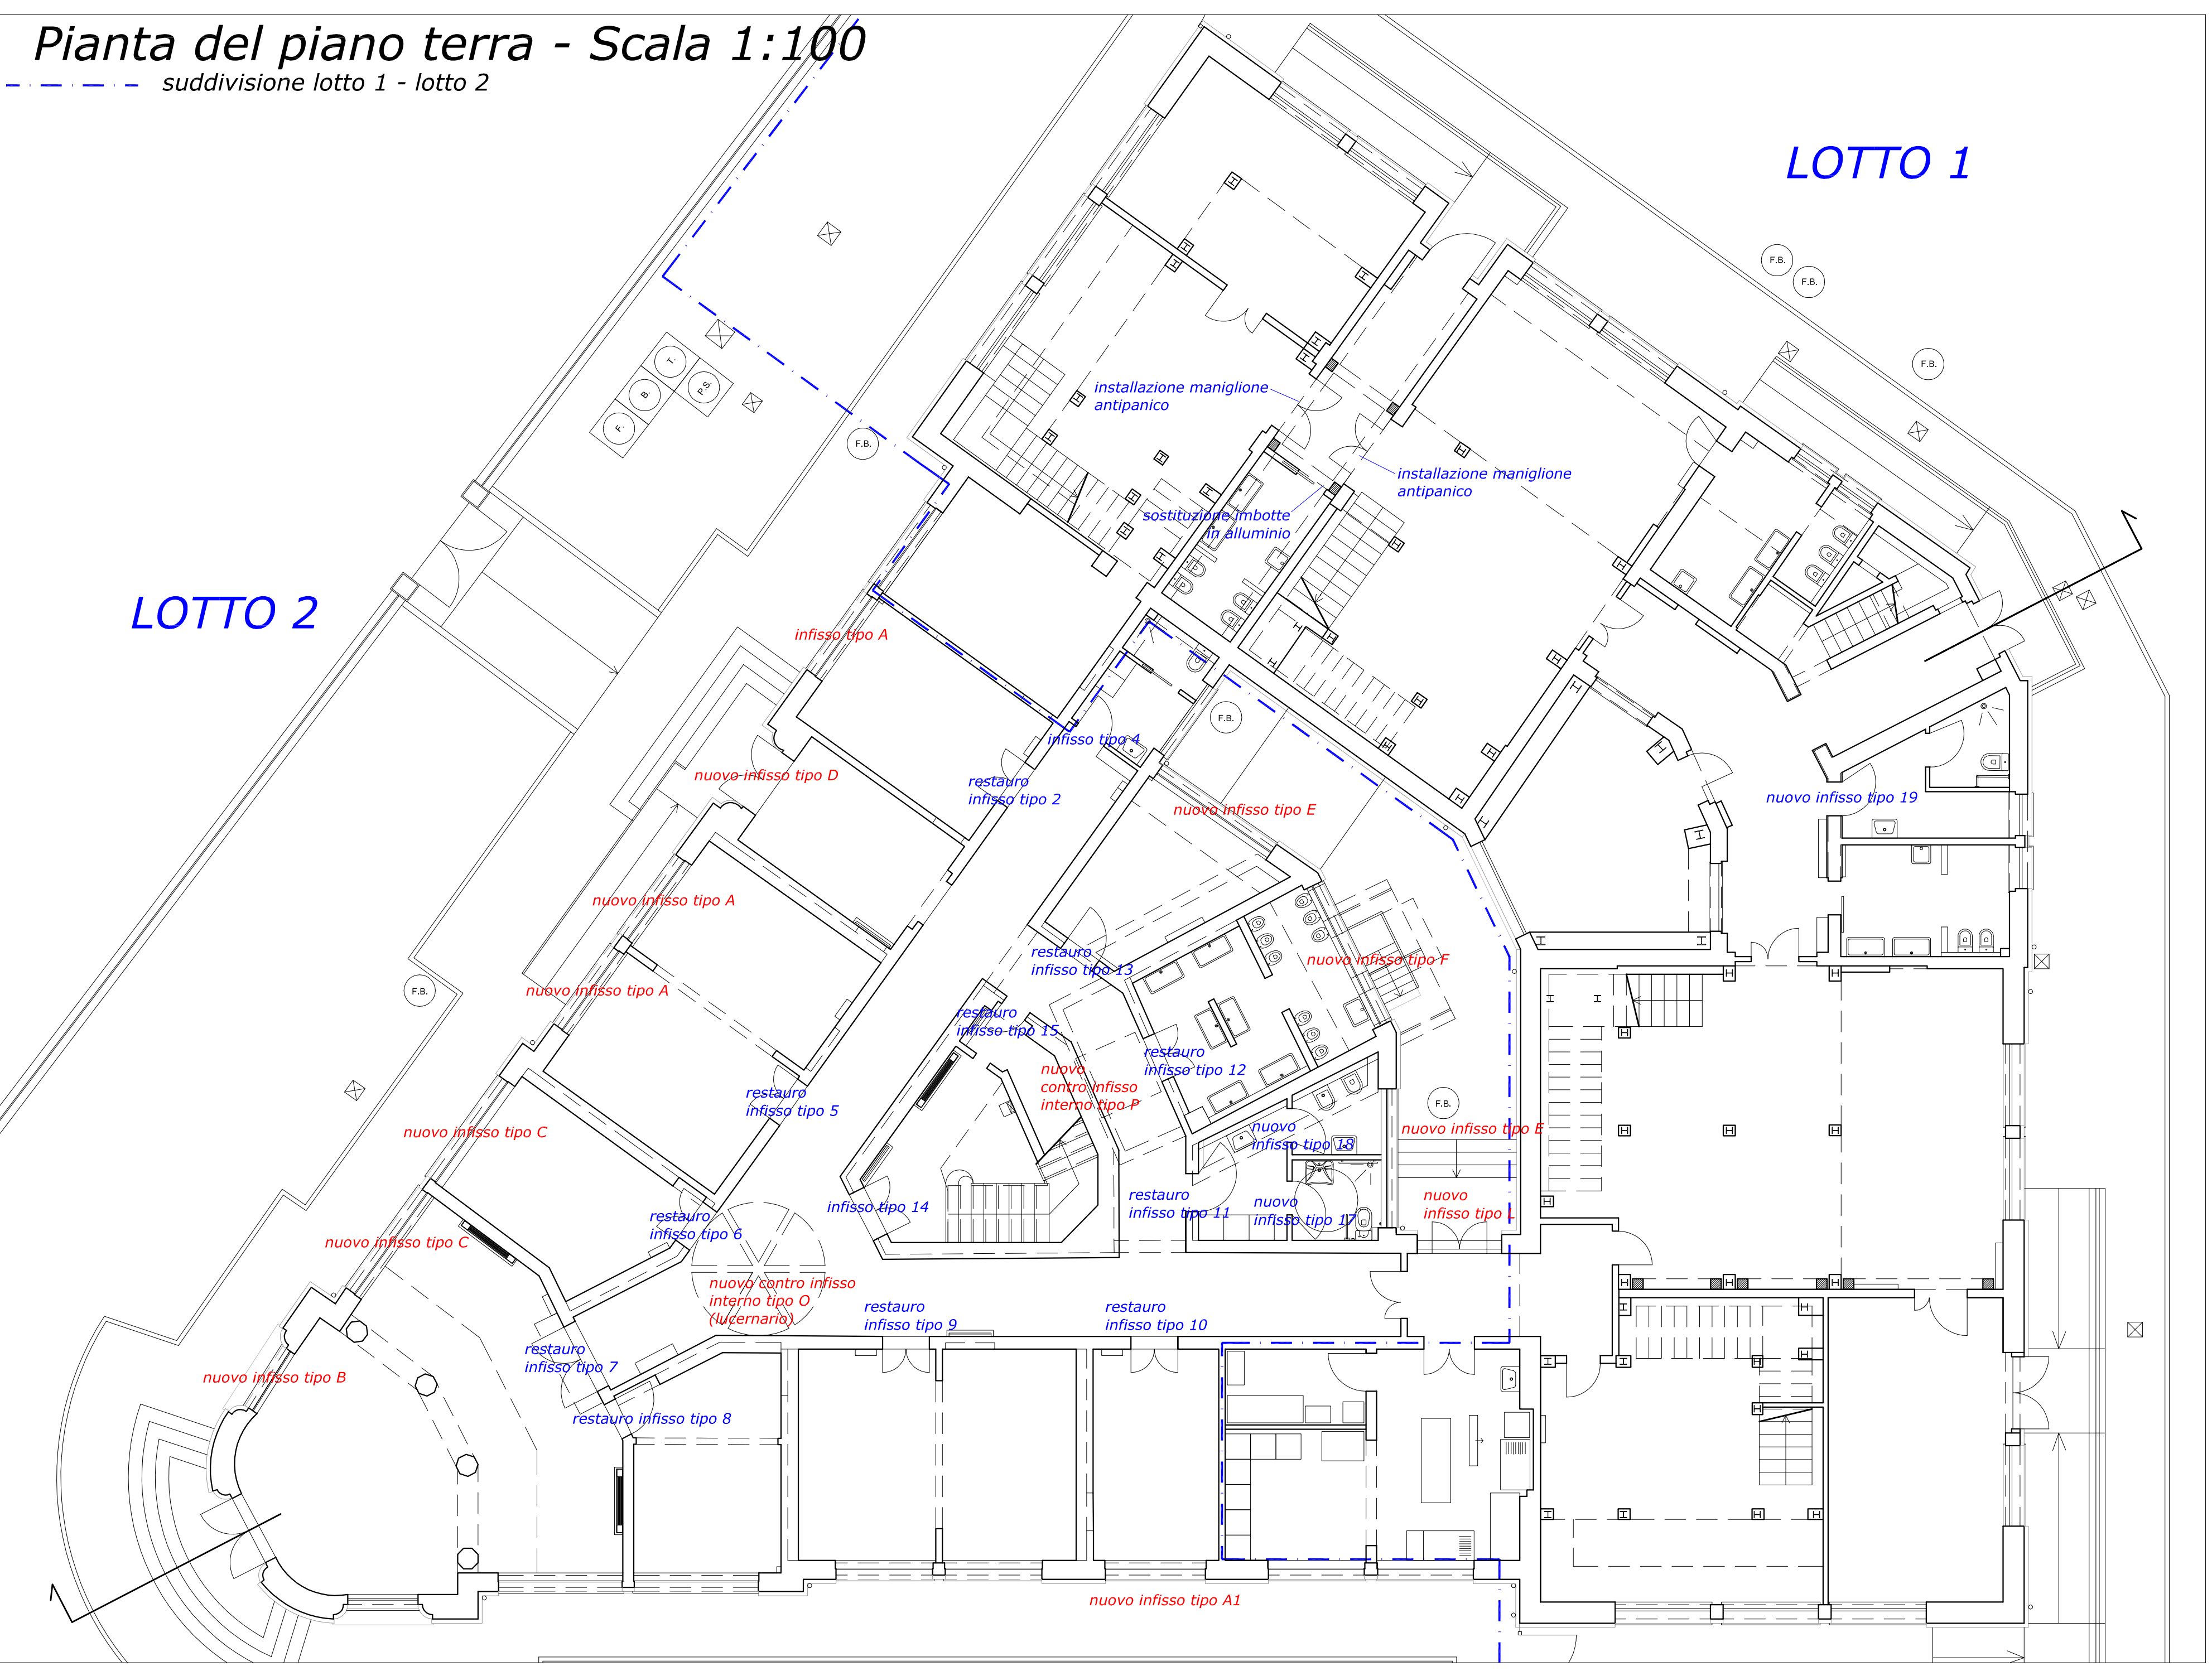 Pianta del piano terra - Scala 1:100
suddivisione lotto 1 - lotto 2
LOTTO 1
F.B.
F.B.
F.B.
T.
P.S.
B.
F.
F.B.
installazione maniglione
antipanico
installazione maniglione
antipanico
sostituzione imbotte
in alluminio
LOTTO 2
infisso tipo A
F.B.
infisso tipo 4
nuovo infisso tipo D
restauro
infisso tipo 2
nuovo infisso tipo E
nuovo infisso tipo 19
nuovo infisso tipo A
restauro
infisso tipo 13
nuovo infisso tipo F
nuovo infisso tipo A
F.B.
restauro
infisso tipo 15
restauro
infisso tipo 12
nuovo
contro infisso
interno tipo P
restauro
infisso tipo 5
F.B.
nuovo infisso tipo C
nuovo
infisso tipo 18
nuovo infisso tipo E
infisso tipo 14
restauro
infisso tipo 11
nuovo
infisso tipo 17
nuovo
infisso tipo L
restauro
infisso tipo 6
nuovo infisso tipo C
nuovo contro infisso
interno tipo O
(lucernario)
restauro
infisso tipo 9
restauro
infisso tipo 10
restauro
infisso tipo 7
nuovo infisso tipo B
restauro infisso tipo 8
nuovo infisso tipo A1